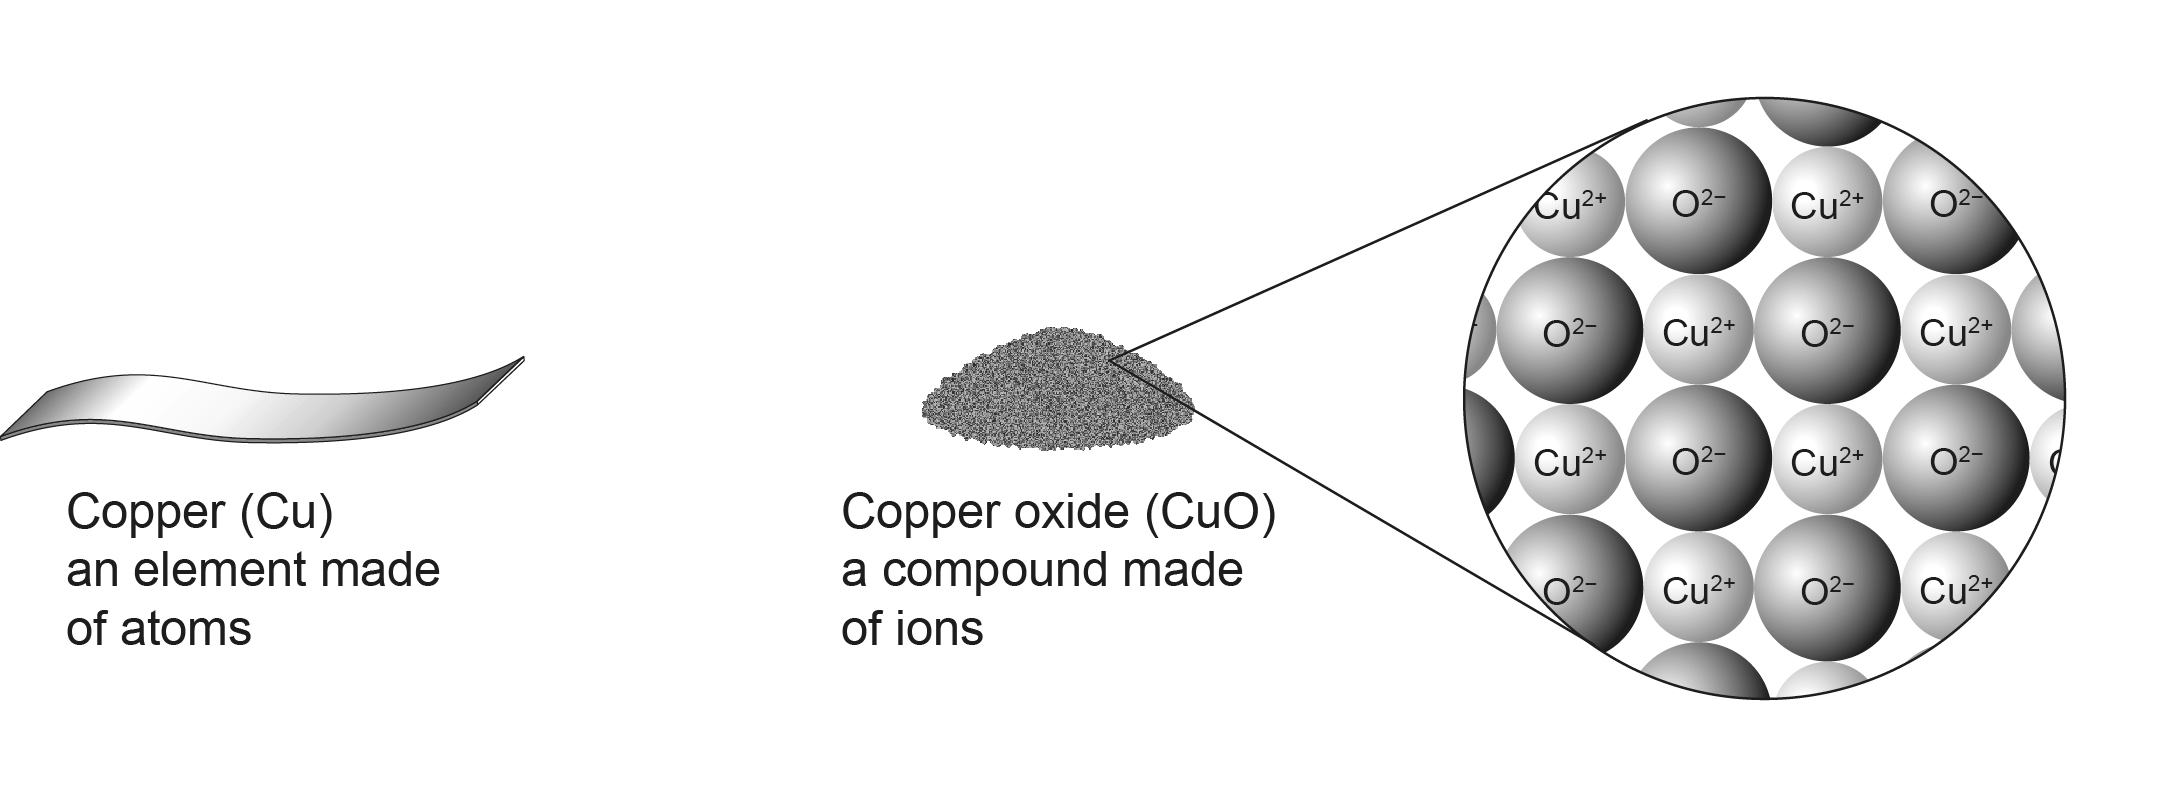 Copper (Cu)
an element made
of atoms
Copper oxide (CuO)
a compound made
of ions
Cu²⁺ O²⁻ Cu²⁺ O²⁻
O²⁻ Cu²⁺ O²⁻ Cu²⁺
Cu²⁺ O²⁻ Cu²⁺ O²⁻
O²⁻ Cu²⁺ O²⁻ Cu²⁺